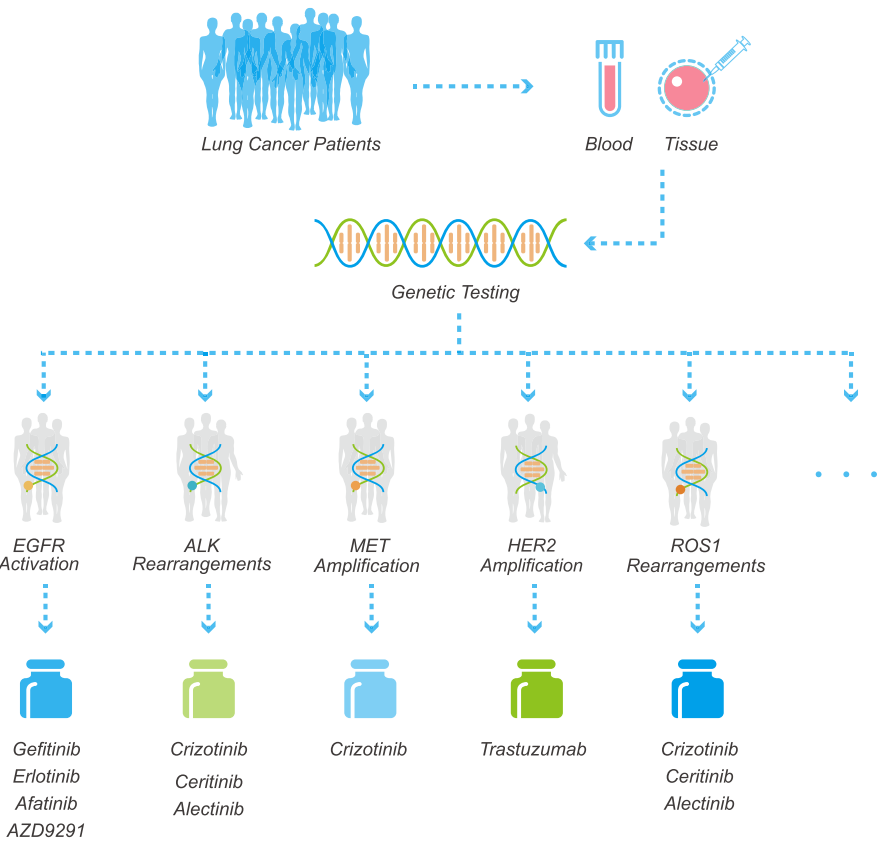 Lung Cancer Patients
Blood
Tissue
Genetic Testing
EGFR
Activation
ALK
Rearrangements
MET
Amplification
HER2
Amplification
ROS1
Rearrangements
Gefitinib
Erlotinib
Afatinib
AZD9291
Crizotinib
Ceritinib
Alectinib
Crizotinib
Trastuzumab
Crizotinib
Ceritinib
Alectinib